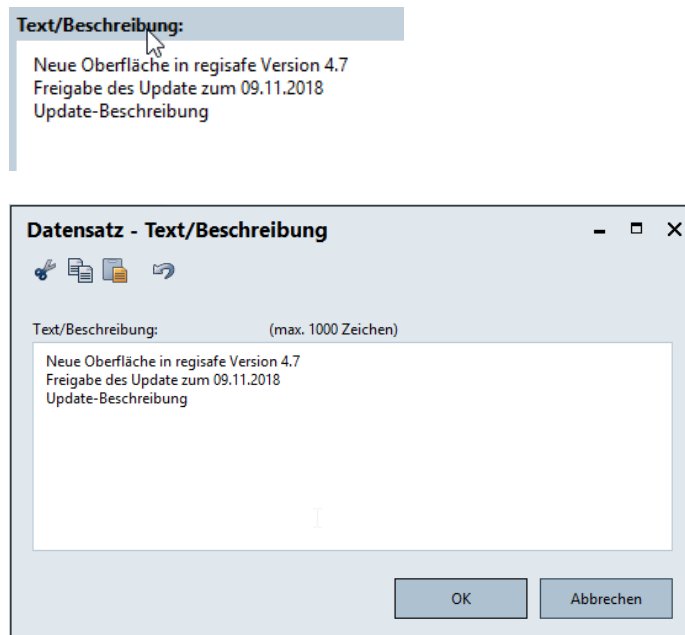 Text/Beschreibung:
Neue Oberfläche in regisafe Version 4.7
Freigabe des Update zum 09.11.2018
Update-Beschreibung
Datensatz - Text/Beschreibung
Text/Beschreibung: (max. 1000 Zeichen)
Neue Oberfläche in regisafe Version 4.7
Freigabe des Update zum 09.11.2018
Update-Beschreibung
OK Abbrechen